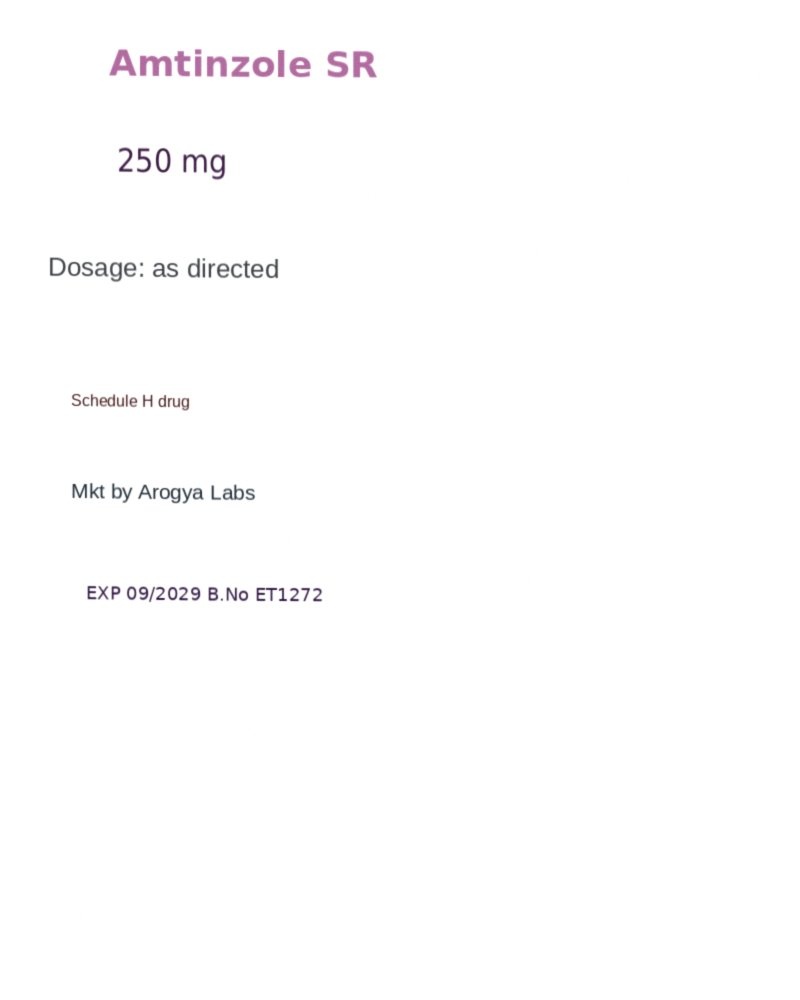 Amtinzole SR
250 mg
Dosage: as directed
Schedule H drug
Mkt by Arogya Labs
EXP 09/2029 B.No ET1272